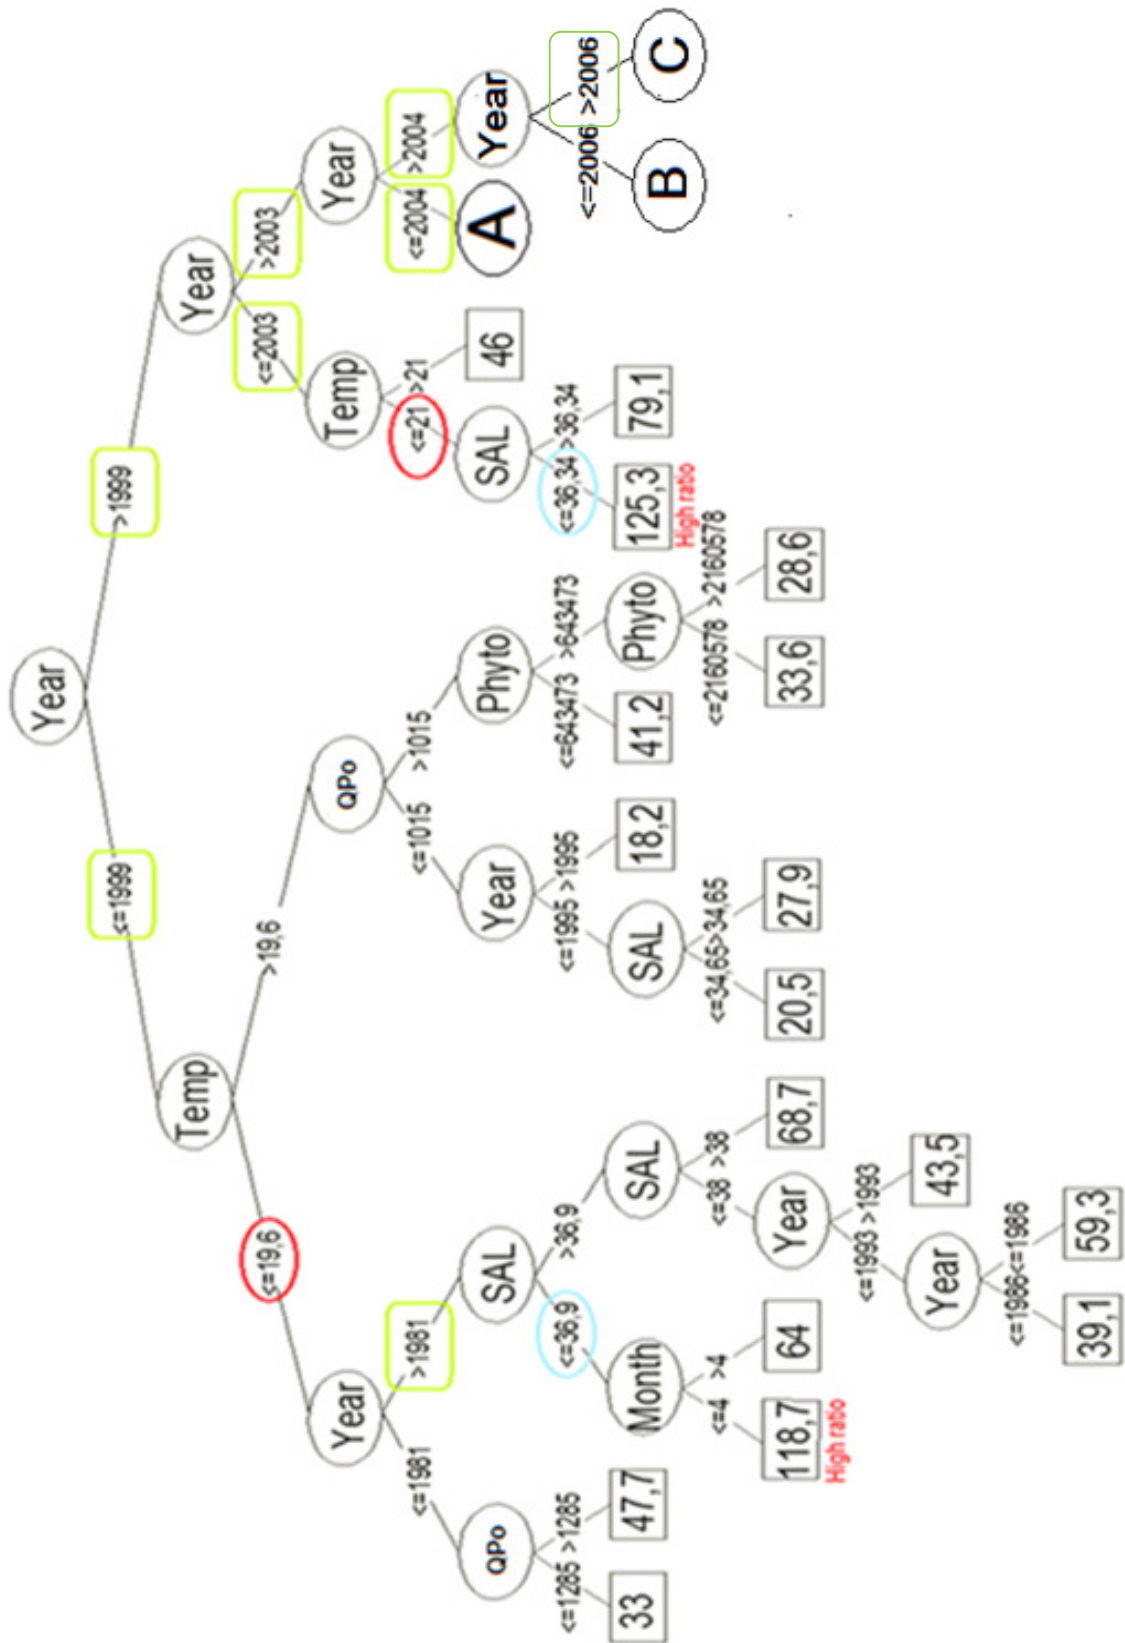 Year
<=1999
>1999
Temp
Year
<=19,6
>19,6
<=2003
>2003
Year
QPo
Temp
Year
<=1981
>1981
<=1015
>1015
<=21
>21
<=2004
>2004
QPo
SAL
Year
Phyto
SAL
46
A
Year
<=1285
>1285
<=36,9
>36,9
<=1995
>1995
<=643473
>643473
<=36,34
>36,34
<=2006
>2006
33
47,7
Month
SAL
SAL
18,2
41,2
Phyto
125,3
79,1
B
C
High ratio
<=4
>4
<=38
>38
<=34,65
>34,65
<=2160578
>2160578
118,7
64
Year
68,7
20,5
27,9
33,6
28,6
High ratio
<=1993
>1993
Year
43,5
<=1986
<=1986
39,1
59,3